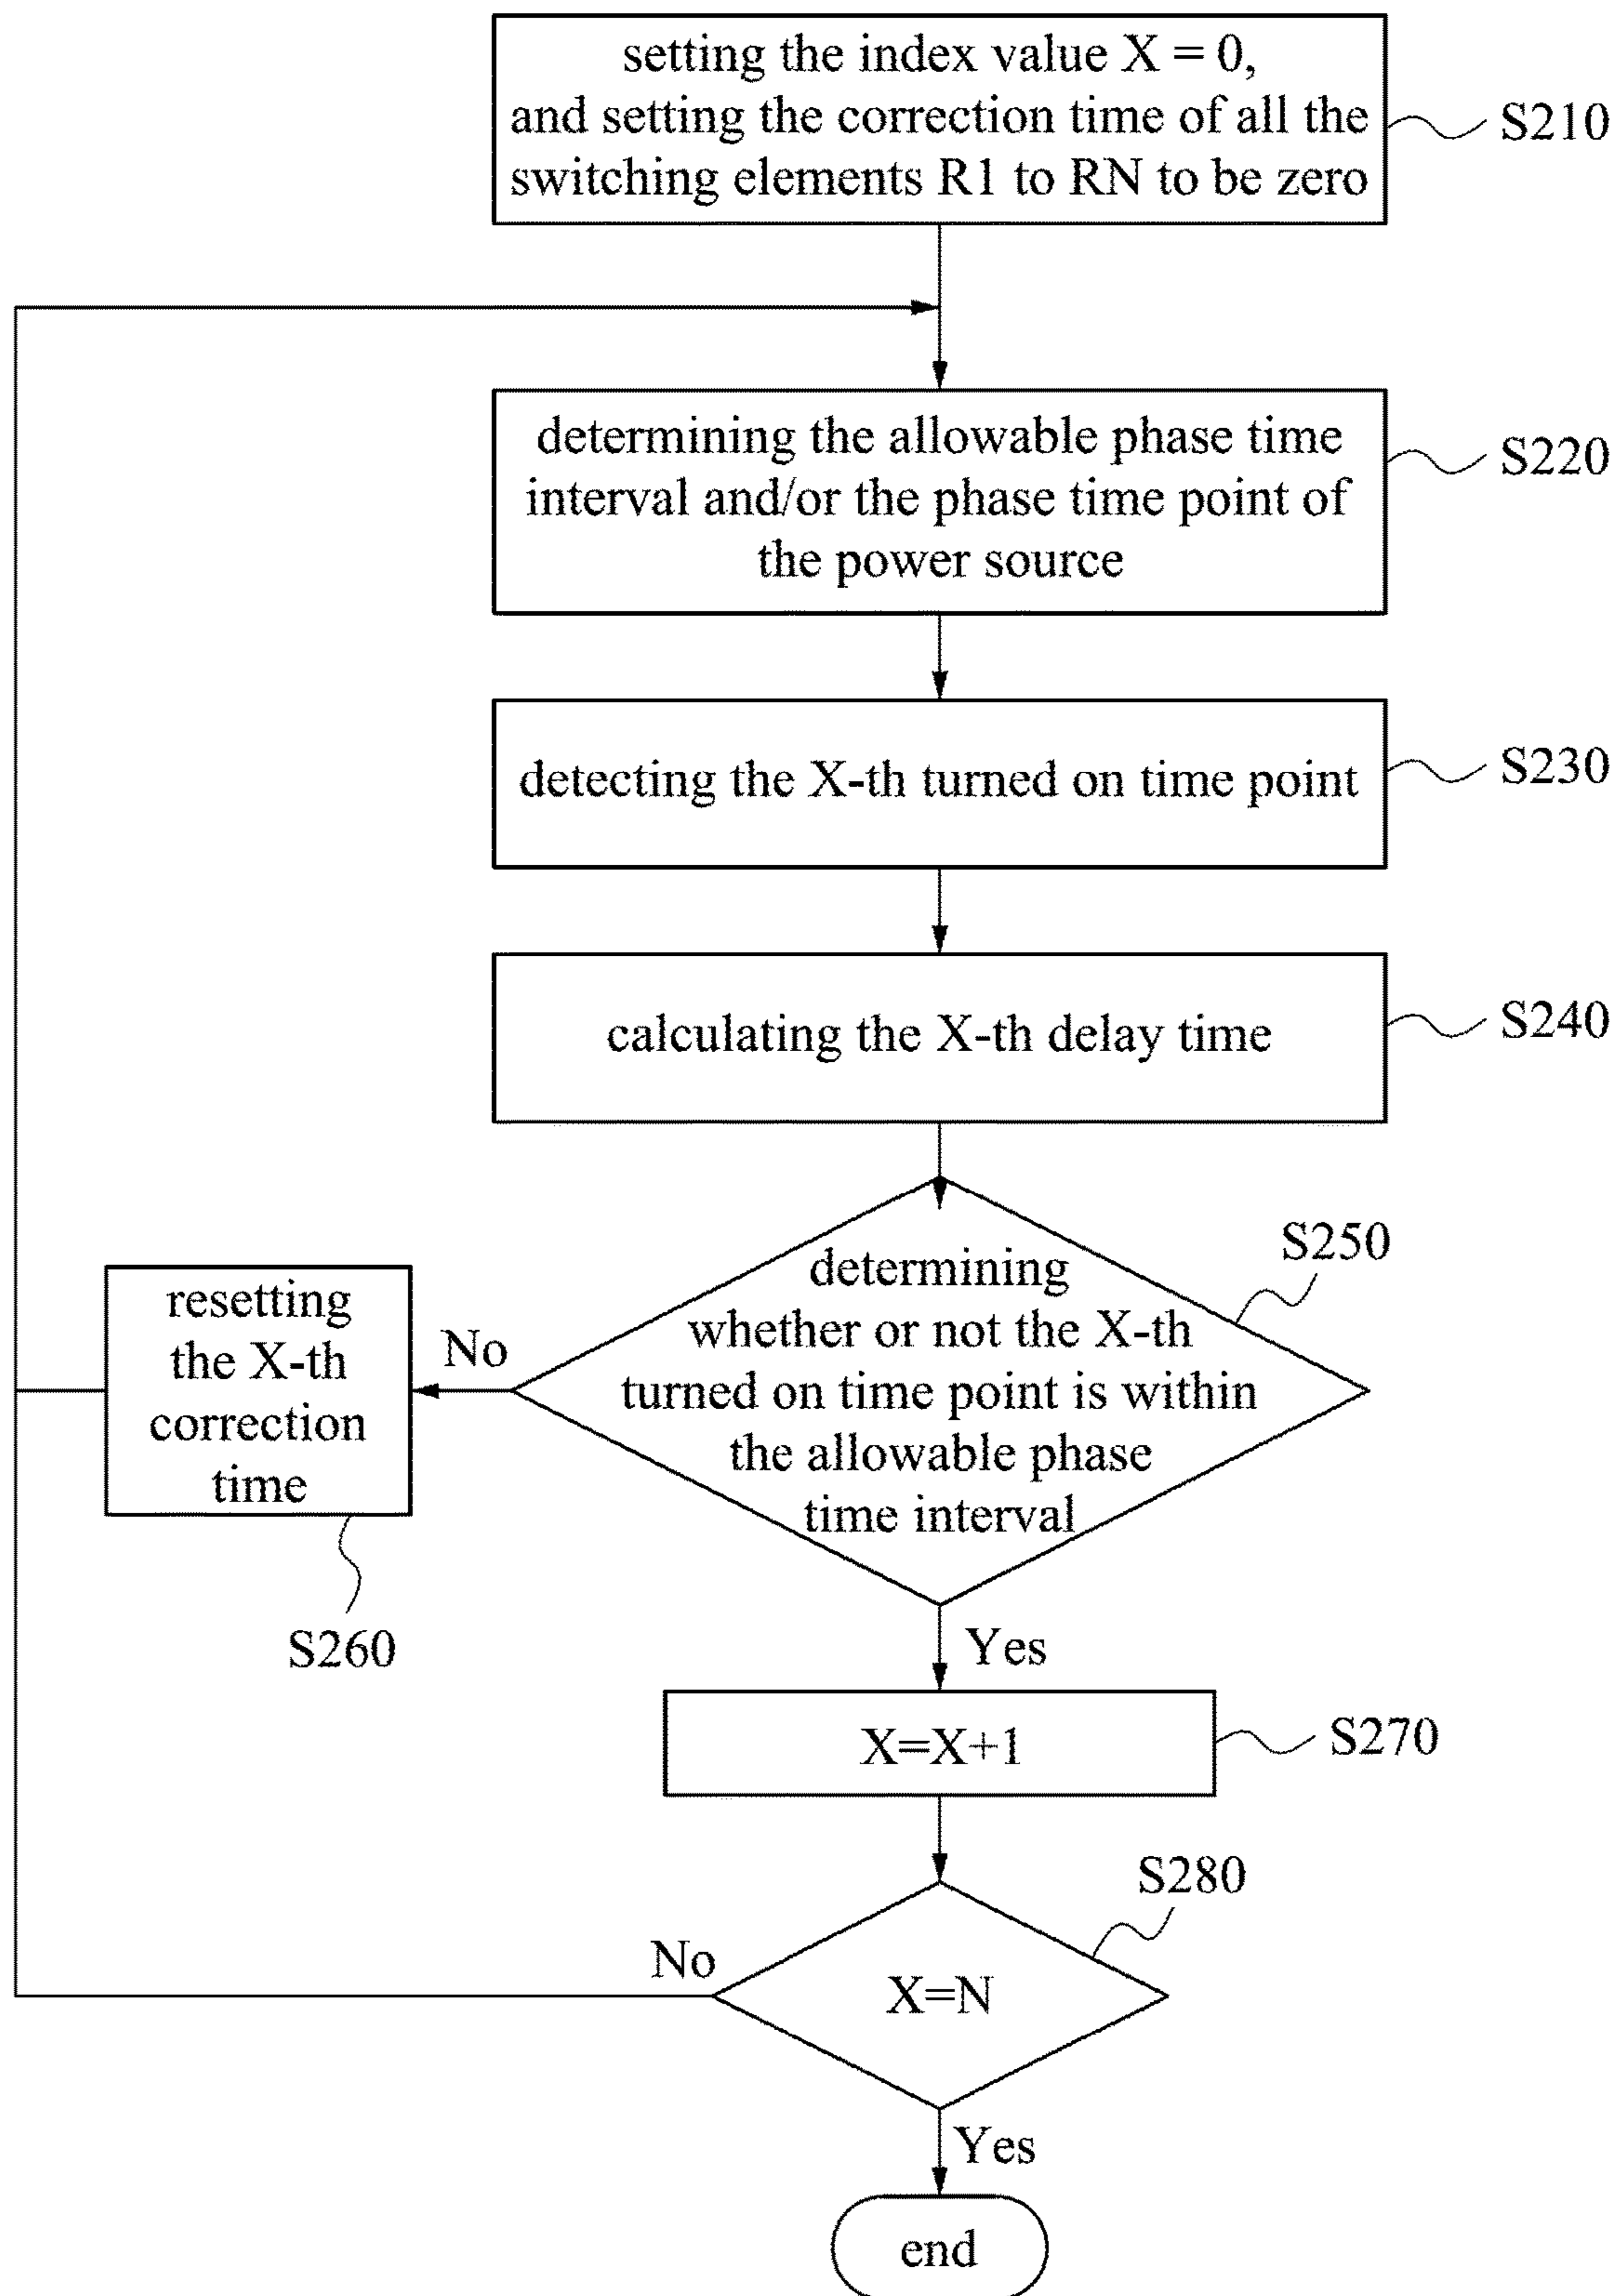 setting the index value X = 0,
and setting the correction time of all the
switching elements R1 to RN to be zero
S210
determining the allowable phase time
interval and/or the phase time point of
the power source
S220
detecting the X-th turned on time point
S230
calculating the X-th delay time
S240
determining
whether or not the X-th
turned on time point is within
the allowable phase
time interval
S250
No
resetting
the X-th
correction
time
S260
Yes
X=X+1
S270
X=N
S280
No
Yes
end